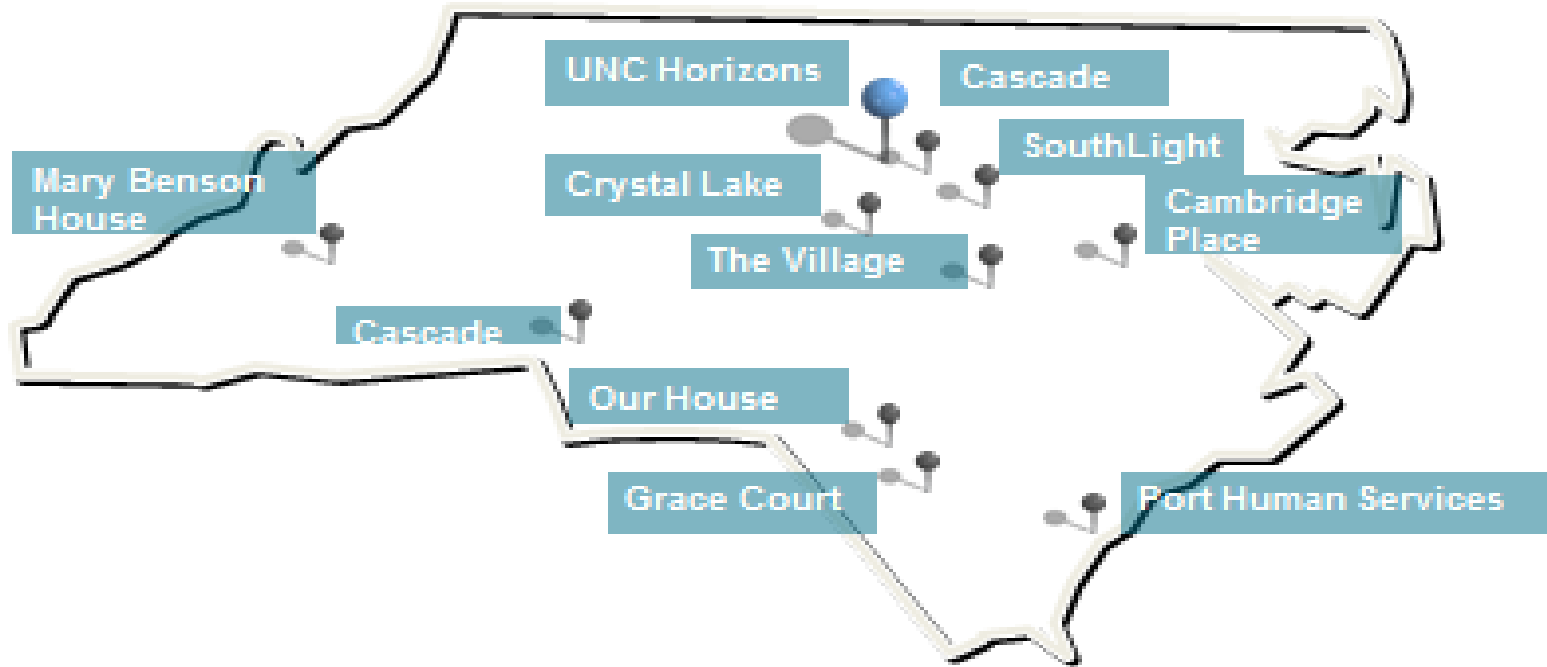 UNC Horizons
Cascade
SouthLight
Mary Benson
House
Crystal Lake
Cambridge
Place
The Village
Cascade
Our House
Grace Court
Port Human Services